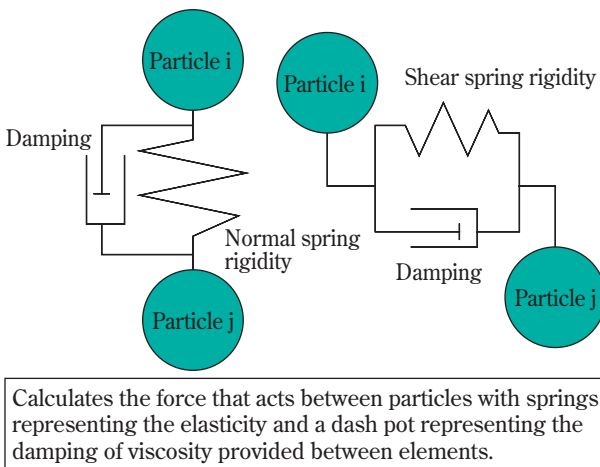 Particle i
Damping
Normal spring
rigidity
Particle j
Particle i
Shear spring rigidity
Damping
Particle j
Calculates the force that acts between particles with springs
representing the elasticity and a dash pot representing the
damping of viscosity provided between elements.